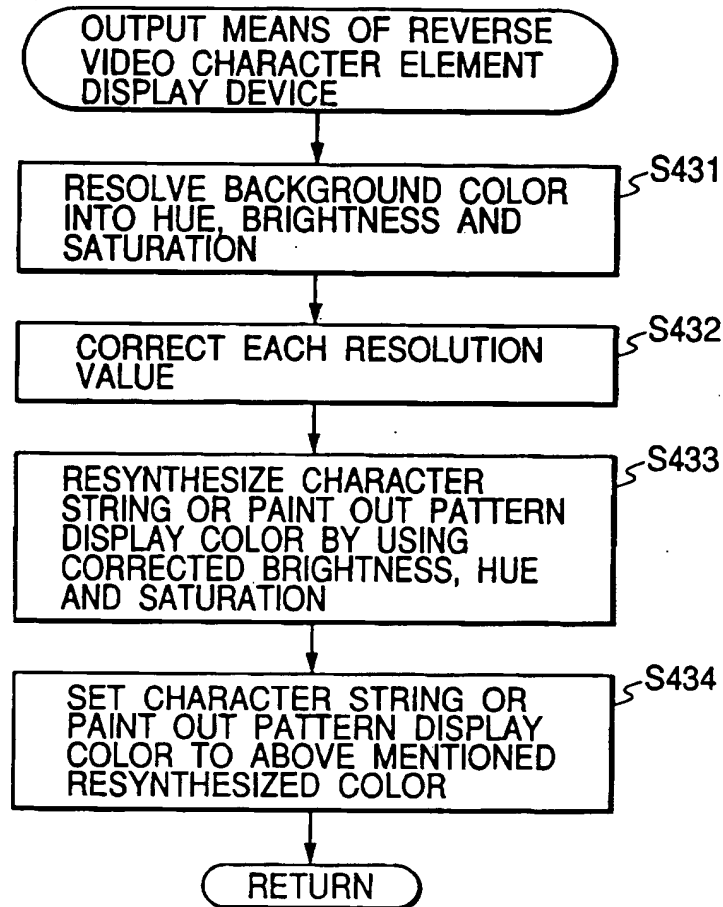 OUTPUT MEANS OF REVERSE
VIDEO CHARACTER ELEMENT
DISPLAY DEVICE
S431
RESOLVE BACKGROUND COLOR
INTO HUE, BRIGHTNESS AND
SATURATION
S432
CORRECT EACH RESOLUTION
VALUE
S433
RESYNTHESIZE CHARACTER
STRING OR PAINT OUT PATTERN
DISPLAY COLOR BY USING
CORRECTED BRIGHTNESS, HUE
AND SATURATION
S434
SET CHARACTER STRING OR
PAINT OUT PATTERN DISPLAY
COLOR TO ABOVE MENTIONED
RESYNTHESIZED COLOR
RETURN